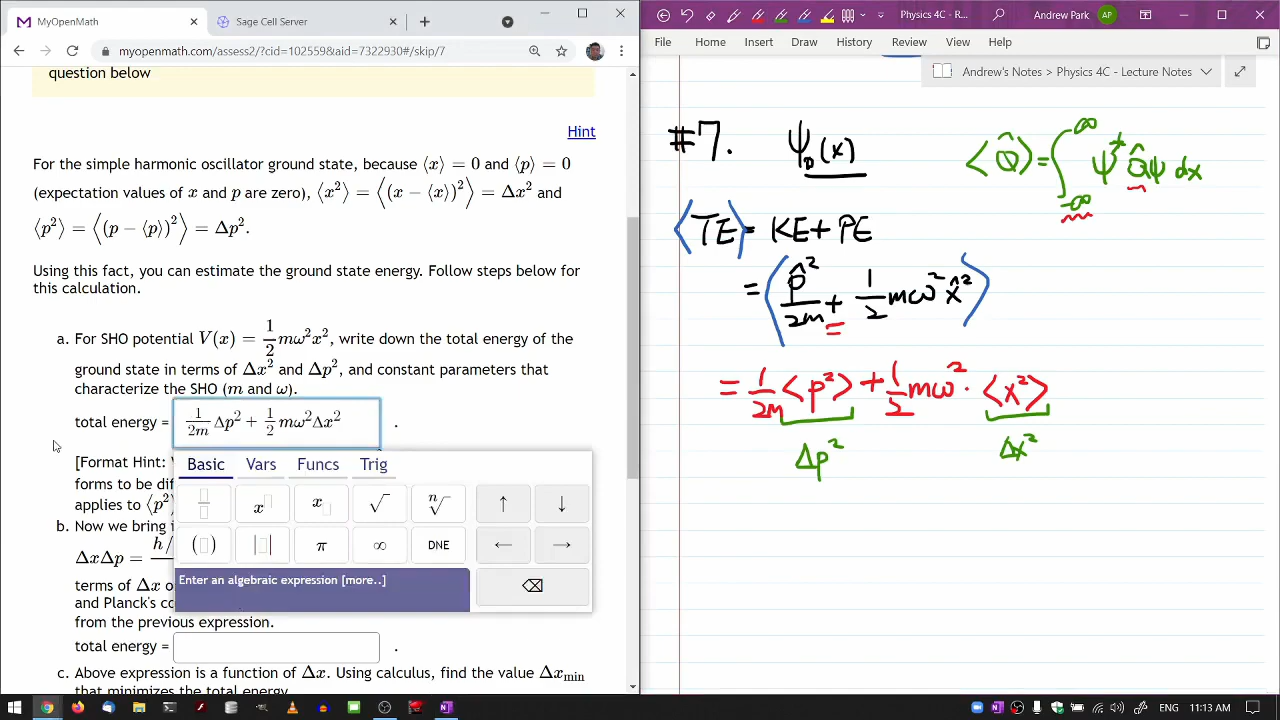 MyOpenMath
Sage Cell Server
myopenmath.com/assess2/?cid=102559&aid=7322930#/skip/7
question below
Hint
For the simple harmonic oscillator ground state, because ⟨x⟩ = 0 and ⟨p⟩ = 0
(expectation values of x and p are zero), ⟨x²⟩ = ⟨(x − ⟨x⟩)²⟩ = Δx² and
⟨p²⟩ = ⟨(p − ⟨p⟩)²⟩ = Δp².
Using this fact, you can estimate the ground state energy. Follow steps below for
this calculation.
a. For SHO potential V(x) = 1/2 mω²x², write down the total energy of the
ground state in terms of Δx² and Δp², and constant parameters that
characterize the SHO (m and ω).
total energy = 1/2m Δp² + 1/2 mω²Δx² .
[Format Hint:
forms to be di
applies to ⟨p²⟩
b. Now we bring i
ΔxΔp = h/
terms of Δx o
and Planck's co
from the previous expression.
total energy = .
c. Above expression is a function of Δx. Using calculus, find the value Δx min
that minimizes the total energy.
Basic Vars Funcs Trig
√ ⁿ√ ↑ ↓
(□) |□| π ∞ DNE ← →
Enter an algebraic expression [more..]
Physics 4C - Lecture Notes
Andrew Park
AP
File Home Insert Draw History Review View Help
Andrew's Notes > Physics 4C - Lecture Notes
#7. ψ₀(x)
⟨Q̂⟩ = ∫ −∞ ∞ ψ* Q̂ψ dx
⟨TE⟩ = KE + PE
= ⟨p̂²/2m + 1/2 mω² x̂²⟩
= 1/2m ⟨p²⟩ + 1/2 mω² · ⟨x²⟩
Δp² Δx²
ENG 11:13 AM